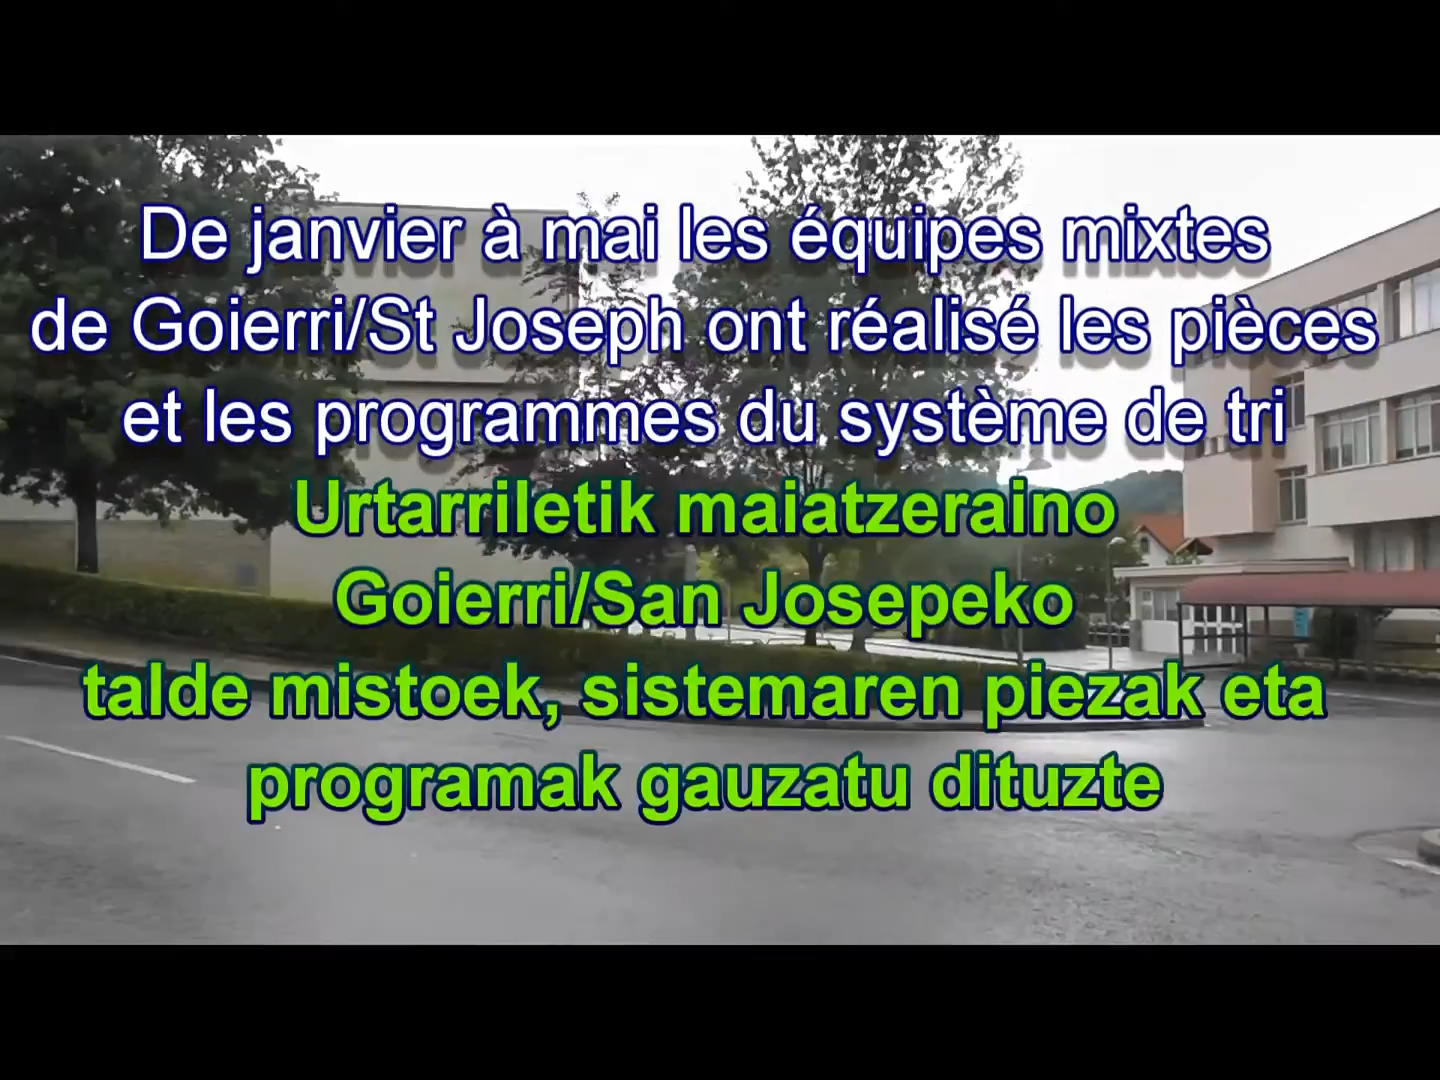 De janvier à mai les équipes mixtes
de Goierri/St Joseph ont réalisé les pièces
et les programmes du système de tri
Urtarriletik maiatzeraino
Goierri/San Josepeko
talde mistoek, sistemaren piezak eta
programak gauzatu dituzte